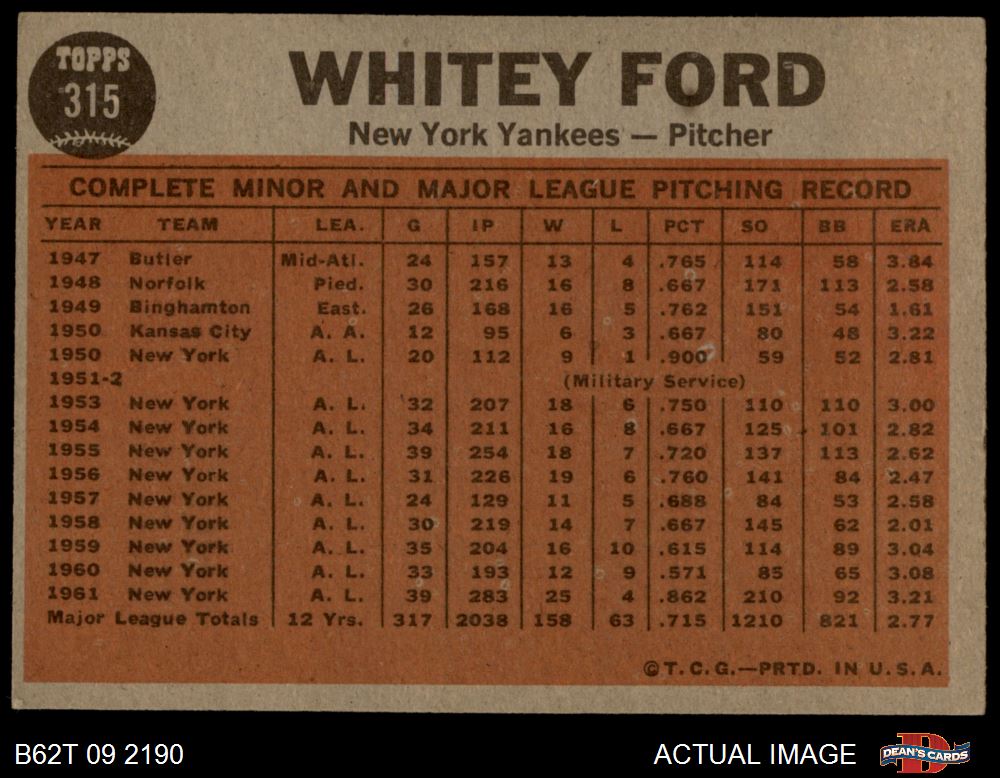 TOPPS
315
WHITEY FORD
New York Yankees — Pitcher
COMPLETE MINOR AND MAJOR LEAGUE PITCHING RECORD
YEAR TEAM LEA. G IP W L PCT SO BB ERA
1947 Butler Mid-Atl. 24 157 13 4 .765 114 58 3.84
1948 Norfolk Pied. 30 216 16 8 .667 171 113 2.58
1949 Binghamton East. 26 168 16 5 .762 151 54 1.61
1950 Kansas City A. A. 12 95 6 3 .667 80 48 3.22
1950 New York A. L. 20 112 9 1 .900 59 52 2.81
1951-2 (Military Service)
1953 New York A. L. 32 207 18 6 .750 110 110 3.00
1954 New York A. L. 34 211 16 8 .667 125 101 2.82
1955 New York A. L. 39 254 18 7 .720 137 113 2.62
1956 New York A. L. 31 226 19 6 .760 141 84 2.47
1957 New York A. L. 24 129 11 5 .688 84 53 2.58
1958 New York A. L. 30 219 14 7 .667 145 62 2.01
1959 New York A. L. 35 204 16 10 .615 114 89 3.04
1960 New York A. L. 33 193 12 9 .571 85 65 3.08
1961 New York A. L. 39 283 25 4 .862 210 92 3.21
Major League Totals 12 Yrs. 317 2038 158 63 .715 1210 821 2.77
©T.C.G.—PRTD. IN U.S.A.
B62T 09 2190
ACTUAL IMAGE
DEAN'S CARDS